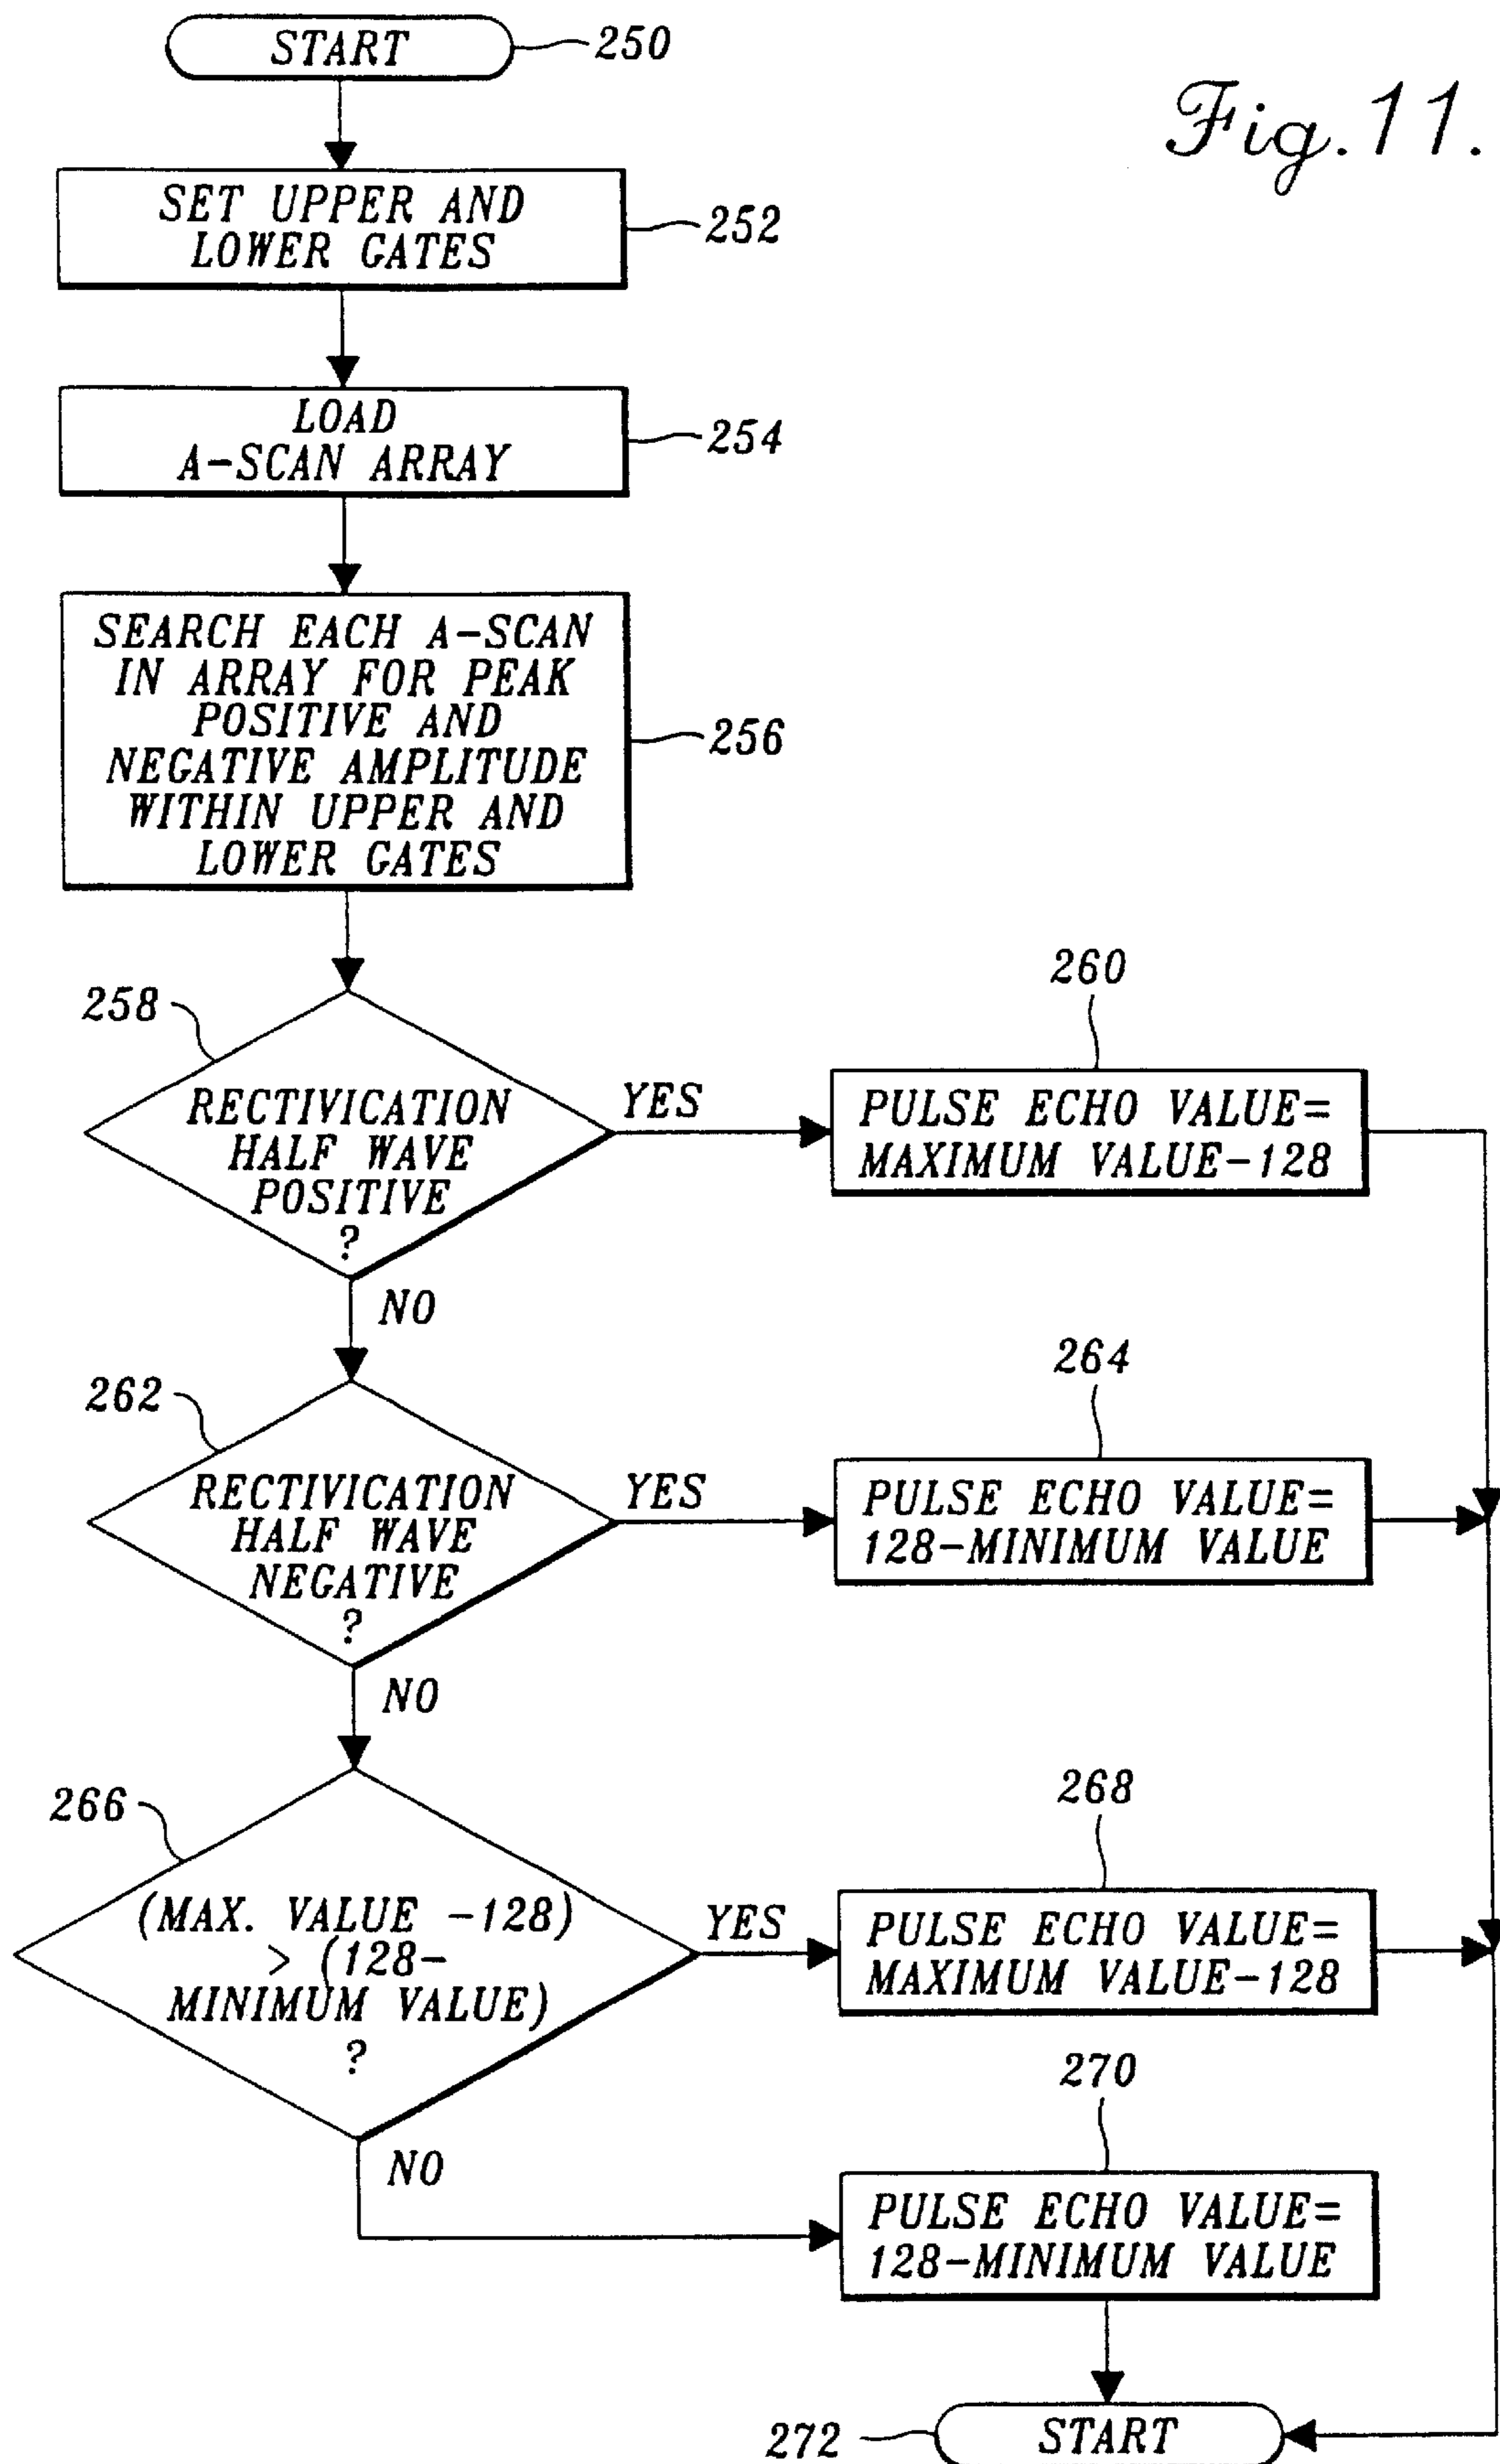 START
250
Fig. 11.
SET UPPER AND
LOWER GATES
252
LOAD
A-SCAN ARRAY
254
SEARCH EACH A-SCAN
IN ARRAY FOR PEAK
POSITIVE AND
NEGATIVE AMPLITUDE
WITHIN UPPER AND
LOWER GATES
256
258
RECTIVICATION
HALF WAVE
POSITIVE
?
YES
NO
260
PULSE ECHO VALUE=
MAXIMUM VALUE-128
262
RECTIVICATION
HALF WAVE
NEGATIVE
?
YES
NO
264
PULSE ECHO VALUE=
128-MINIMUM VALUE
266
(MAX. VALUE -128)
> (128-
MINIMUM VALUE)
?
YES
NO
268
PULSE ECHO VALUE=
MAXIMUM VALUE-128
270
PULSE ECHO VALUE=
128-MINIMUM VALUE
272
START